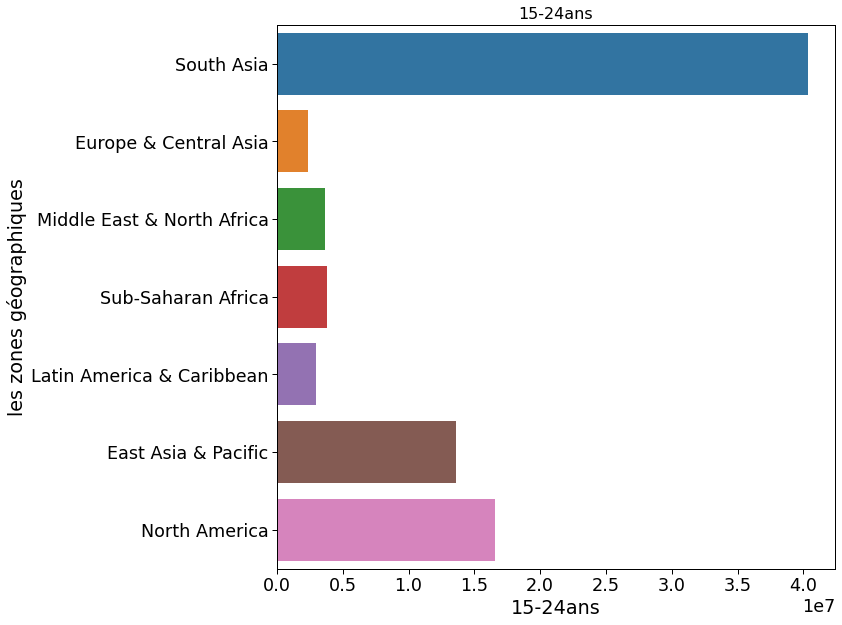 15-24ans
South Asia
Europe & Central Asia
Middle East & North Africa
Sub-Saharan Africa
Latin America & Caribbean
East Asia & Pacific
North America
les zones géographiques
0.0 0.5 1.0 1.5 2.0 2.5 3.0 3.5 4.0
1e7
15-24ans